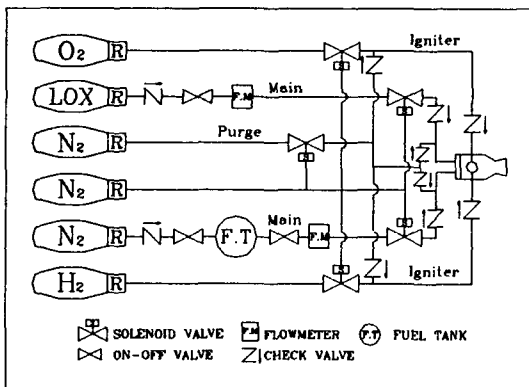 O₂ R Igniter
LOX R F.M Main
N₂ R Purge
N₂ R
N₂ R F.T Main F.M
H₂ R Igniter
SOLENOID VALVE F.M FLOWMETER F.T FUEL TANK
ON-OFF VALVE CHECK VALVE